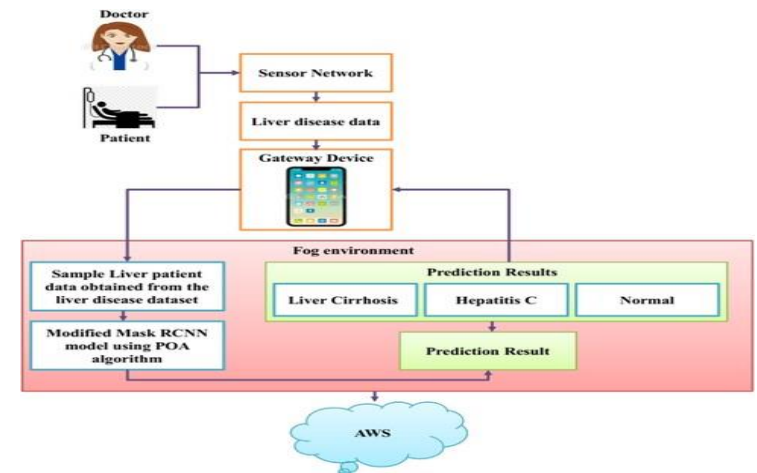 Doctor
Patient
Sensor Network
Liver disease data
Gateway Device
Fog environment
Sample Liver patient
data obtained from the
liver disease dataset
Modified Mask RCNN
model using POA
algorithm
Prediction Results
Liver Cirrhosis
Hepatitis C
Normal
Prediction Result
AWS